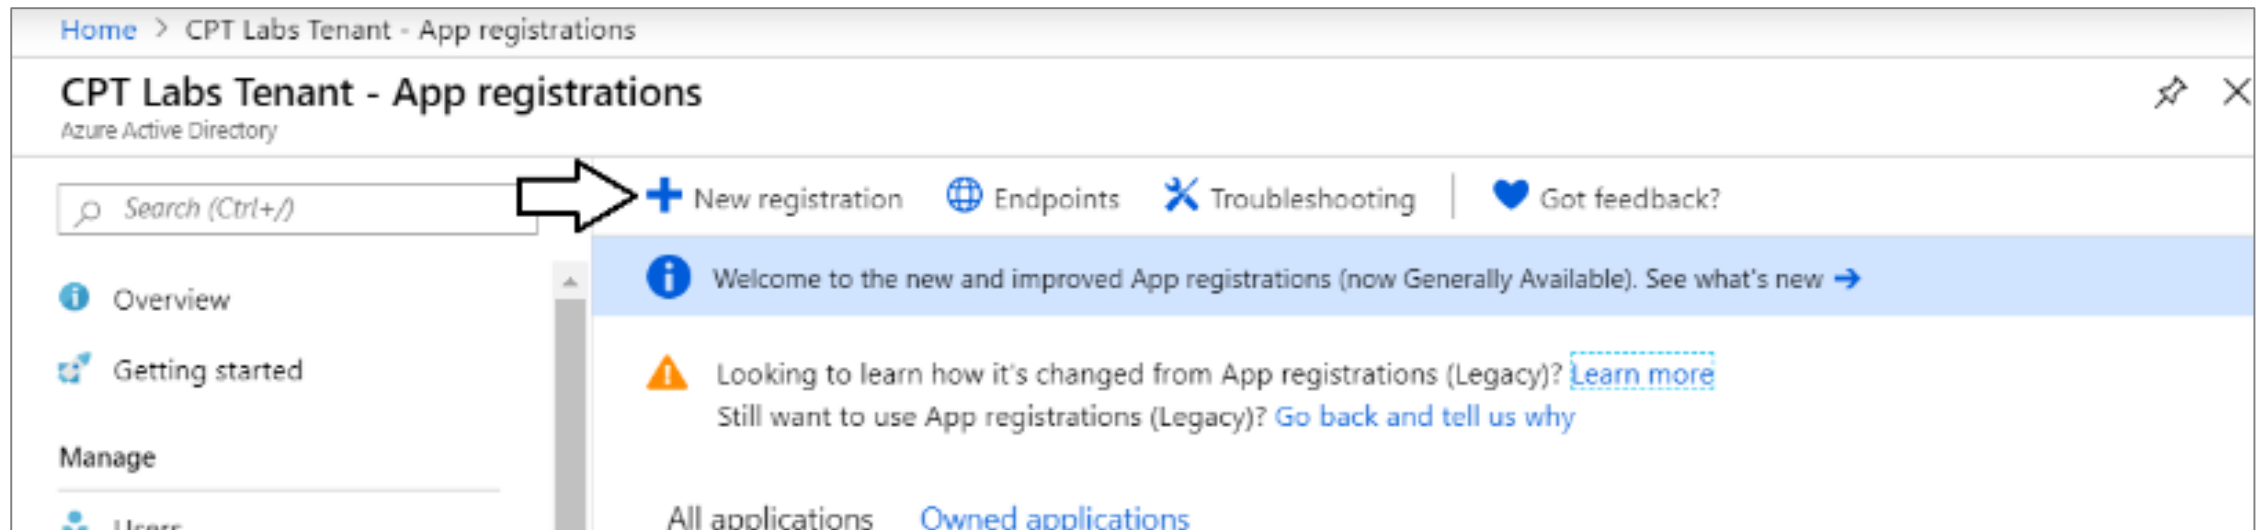 Home > CPT Labs Tenant - App registrations
CPT Labs Tenant - App registrations
Azure Active Directory
Search (Ctrl+/)
New registration Endpoints Troubleshooting Got feedback?
Overview
Getting started
Manage
Users
Welcome to the new and improved App registrations (now Generally Available). See what's new →
Looking to learn how it's changed from App registrations (Legacy)? Learn more
Still want to use App registrations (Legacy)? Go back and tell us why
All applications Owned applications